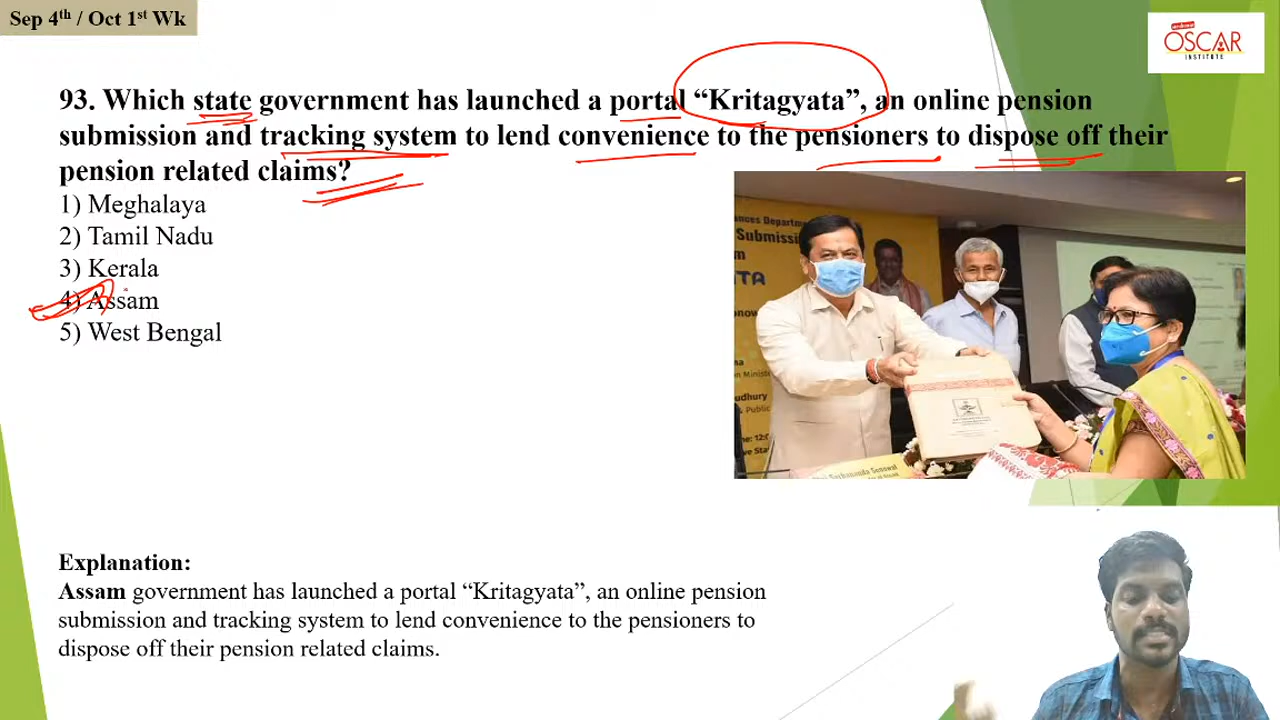 Sep 4th / Oct 1st Wk
OSCAR
INSTITUTE
93. Which state government has launched a portal “Kritagyata”, an online pension
submission and tracking system to lend convenience to the pensioners to dispose off their
pension related claims?
1) Meghalaya
2) Tamil Nadu
3) Kerala
4) Assam
5) West Bengal
ances Departm
Submissio
Explanation:
Assam government has launched a portal “Kritagyata”, an online pension
submission and tracking system to lend convenience to the pensioners to
dispose off their pension related claims.